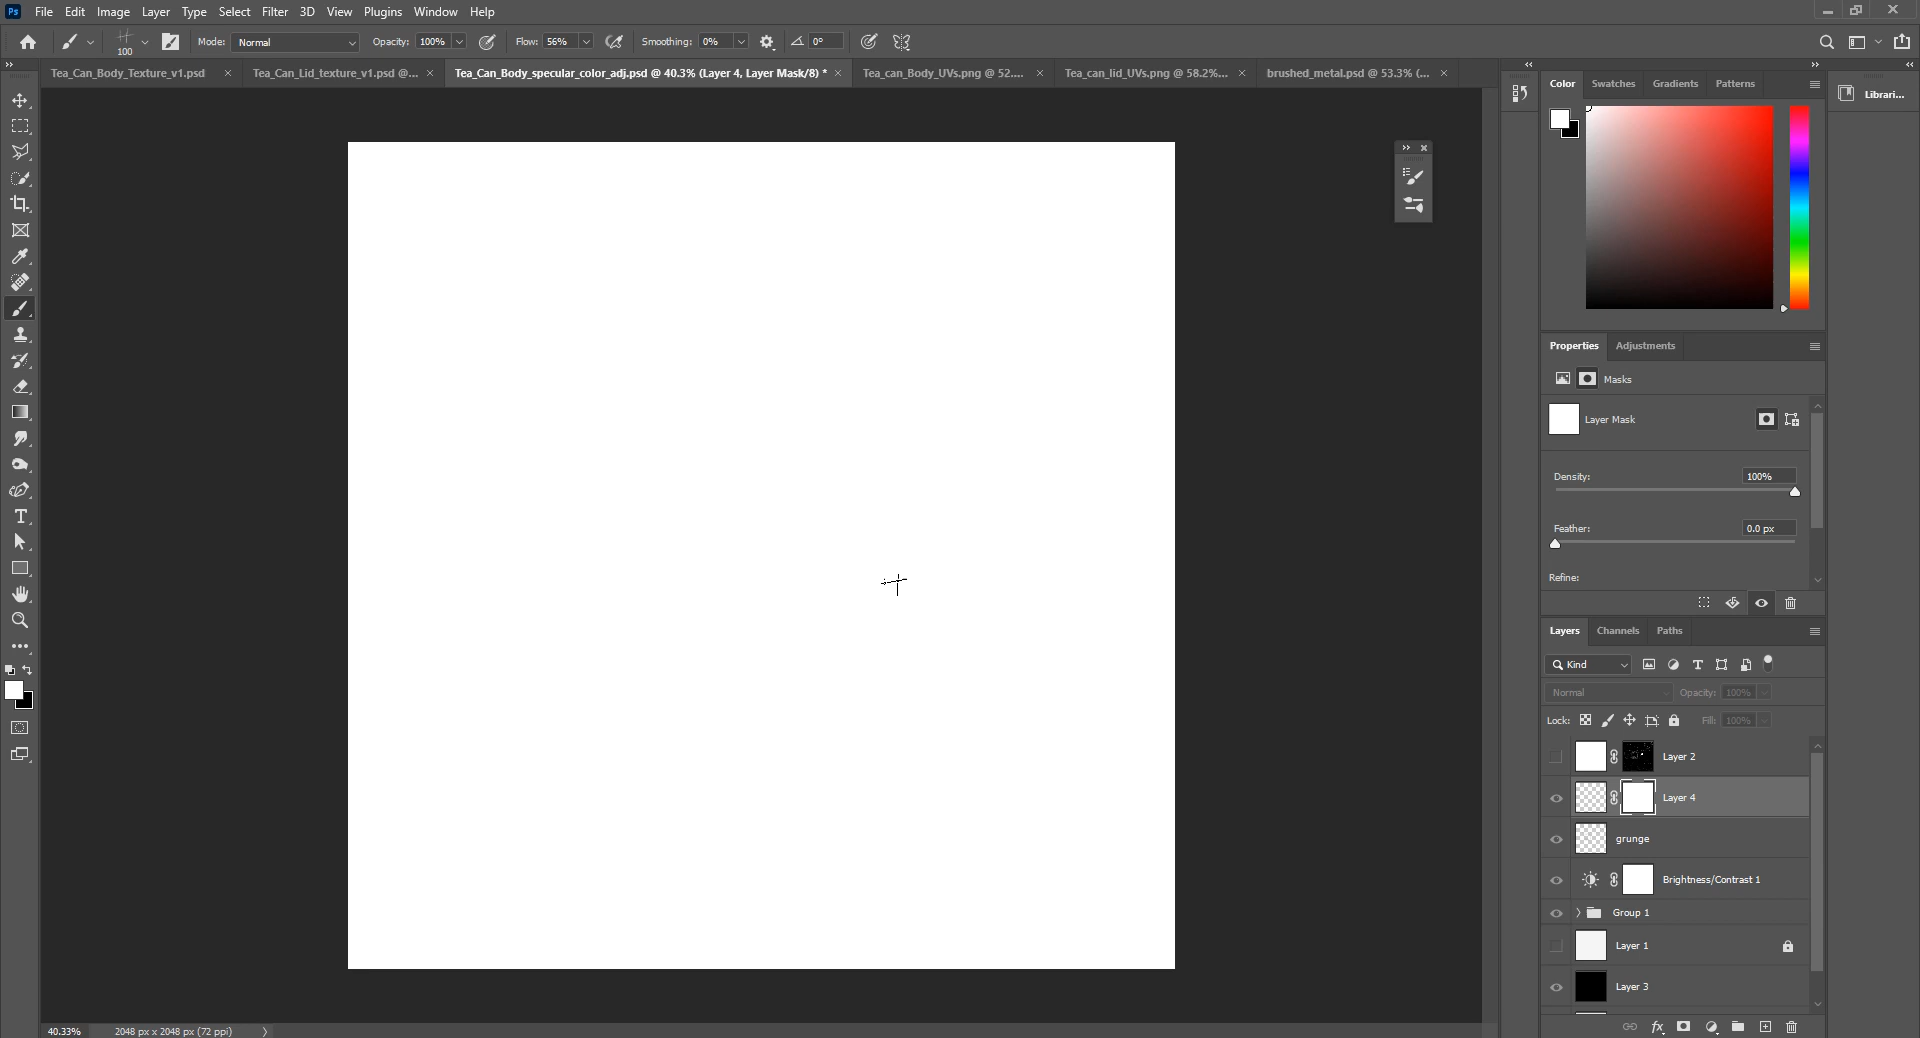 Ps File Edit Image Layer Type Select Filter 3D View Plugins Window Help
100 Mode: Normal Opacity: 100% Flow: 56% Smoothing: 0% 0°
Tea_Can_Body_Texture_v1.psd Tea_Can_Lid_texture_v1.psd @... Tea_Can_Body_specular_color_adj.psd @ 40.3% (Layer 4, Layer Mask/8) * Tea_can_Body_UVs.png @ 52.... Tea_can_lid_UVs.png @ 58.2%... brushed_metal.psd @ 53.3% (...
Color Swatches Gradients Patterns
Librari...
Properties Adjustments
Masks
Layer Mask
Density: 100%
Feather: 0.0 px
Refine:
Layers Channels Paths
Kind
Normal Opacity: 100%
Lock: Fill: 100%
Layer 2
Layer 4
grunge
Brightness/Contrast 1
Group 1
Layer 1
Layer 3
fx
40.33% 2048 px x 2048 px (72 ppi)